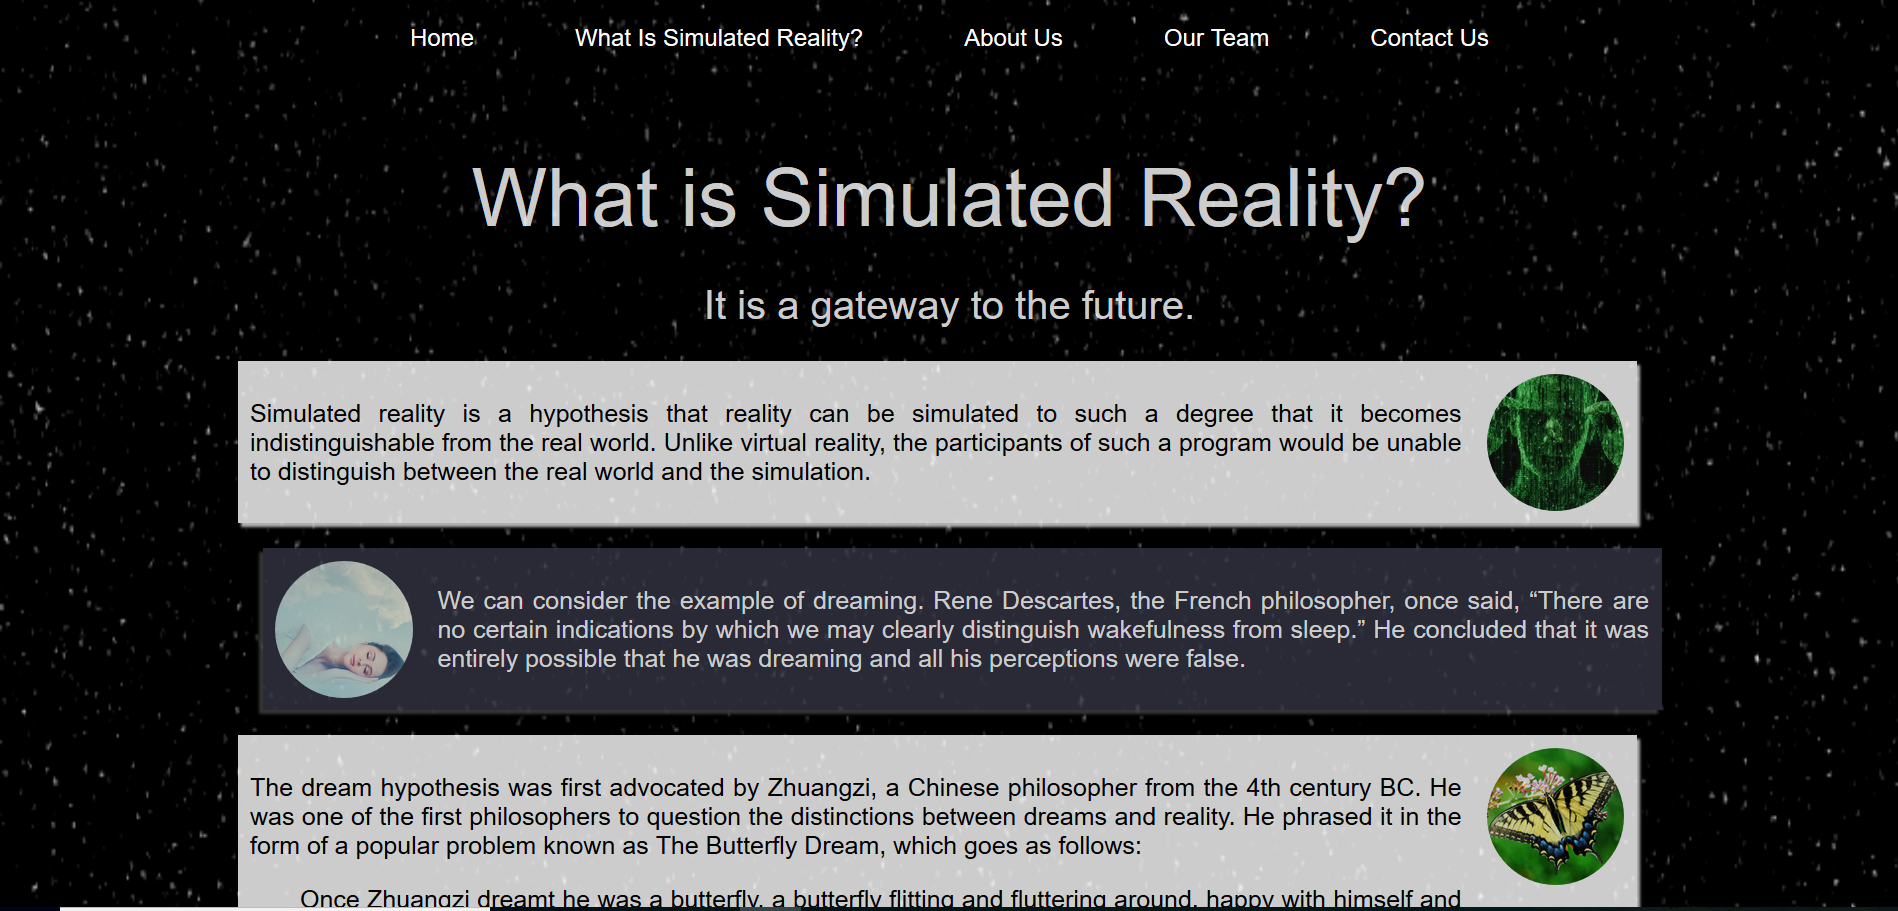 Home What Is Simulated Reality? About Us Our Team Contact Us
What is Simulated Reality?
It is a gateway to the future.
Simulated reality is a hypothesis that reality can be simulated to such a degree that it becomes
indistinguishable from the real world. Unlike virtual reality, the participants of such a program would be unable
to distinguish between the real world and the simulation.
We can consider the example of dreaming. Rene Descartes, the French philosopher, once said, “There are
no certain indications by which we may clearly distinguish wakefulness from sleep.” He concluded that it was
entirely possible that he was dreaming and all his perceptions were false.
The dream hypothesis was first advocated by Zhuangzi, a Chinese philosopher from the 4th century BC. He
was one of the first philosophers to question the distinctions between dreams and reality. He phrased it in the
form of a popular problem known as The Butterfly Dream, which goes as follows:
Once Zhuangzi dreamt he was a butterfly, a butterfly flitting and fluttering around, happy with himself and